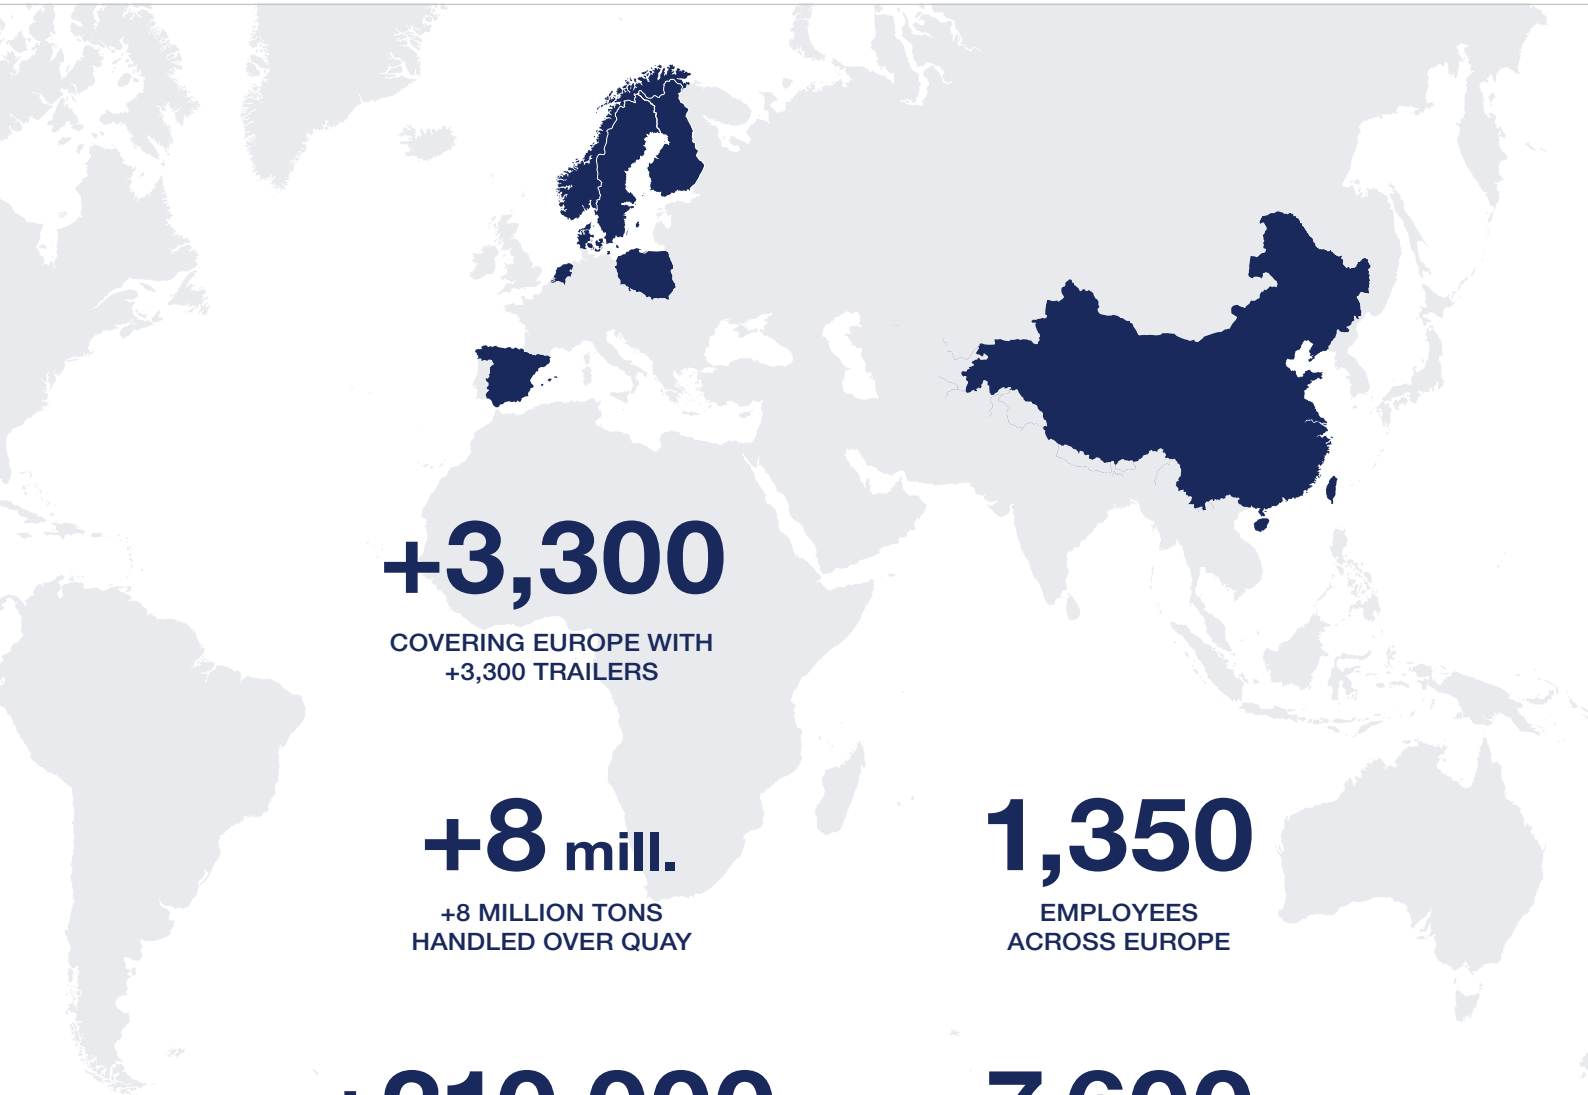 +3,300
COVERING EUROPE WITH
+3,300 TRAILERS
+8 mill.
+8 MILLION TONS
HANDLED OVER QUAY
1,350
EMPLOYEES
ACROSS EUROPE